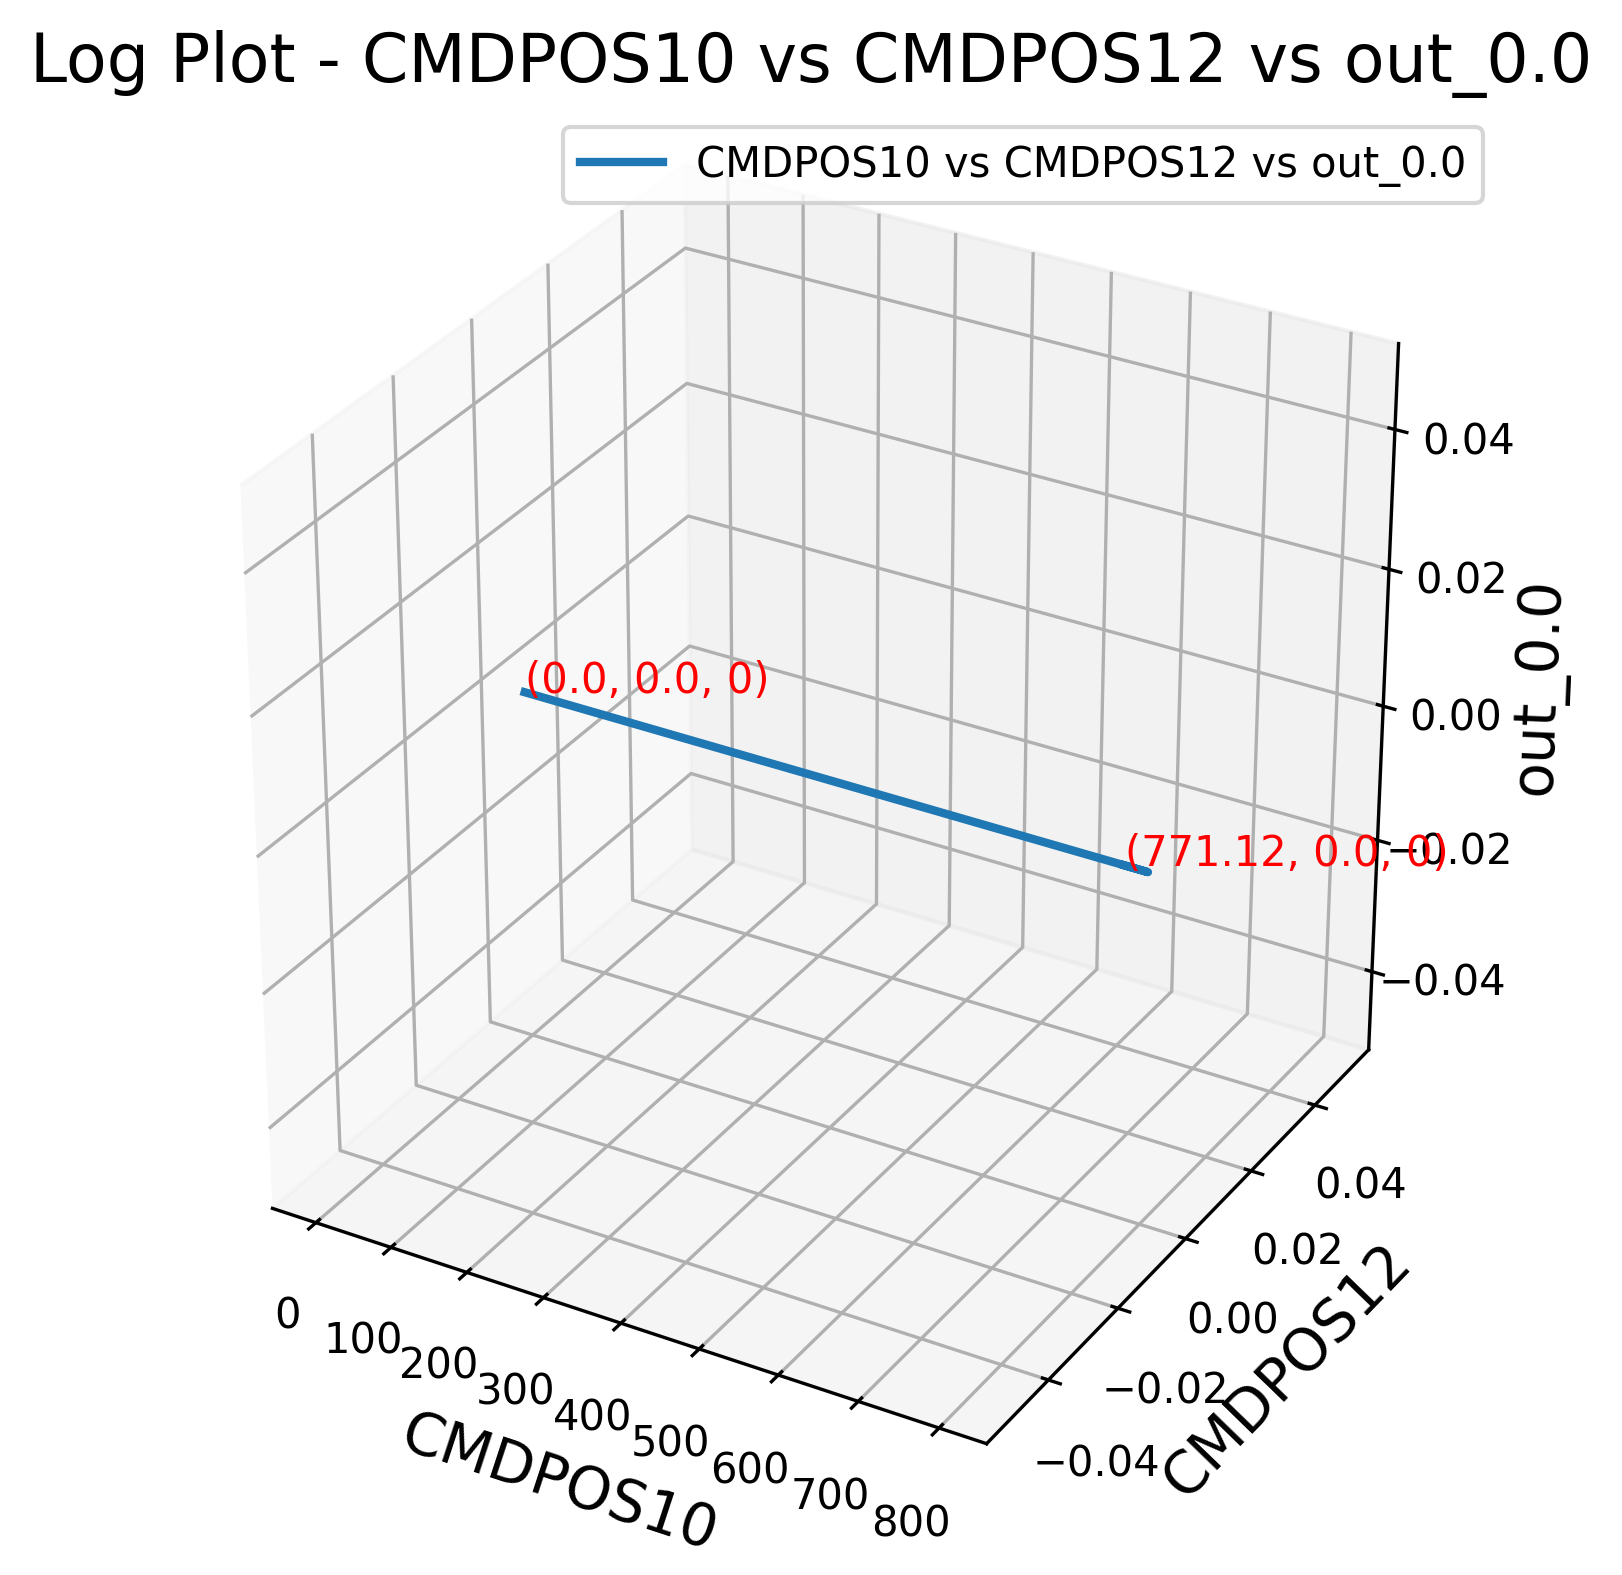 Log Plot - CMDPOS10 vs CMDPOS12 vs out_0.0
CMDPOS10 vs CMDPOS12 vs out_0.0
0.04
0.02
0.00
−0.02
−0.04
out_0.0
(0.0, 0.0, 0)
(771.12, 0.0, 0)
0.04
0.02
0.00
−0.02
−0.04
CMDPOS12
0
100
200
300
400
500
600
700
800
CMDPOS10